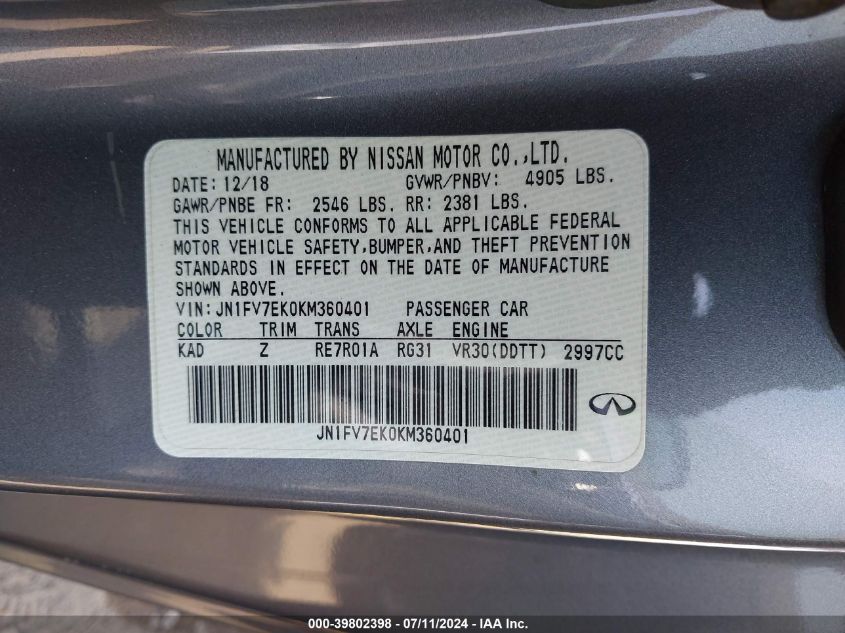 MANUFACTURED BY NISSAN MOTOR CO.,LTD.
DATE: 12/18 GVWR/PNBV: 4905 LBS.
GAWR/PNBE FR: 2546 LBS. RR: 2381 LBS.
THIS VEHICLE CONFORMS TO ALL APPLICABLE FEDERAL
MOTOR VEHICLE SAFETY,BUMPER,AND THEFT PREVENTION
STANDARDS IN EFFECT ON THE DATE OF MANUFACTURE
SHOWN ABOVE.
VIN:JN1FV7EK0KM360401 PASSENGER CAR
COLOR TRIM TRANS AXLE ENGINE
KAD Z RE7R01A RG31 VR30(DDTT) 2997CC
JN1FV7EK0KM360401
000-39802398 - 07/11/2024 - IAA Inc.